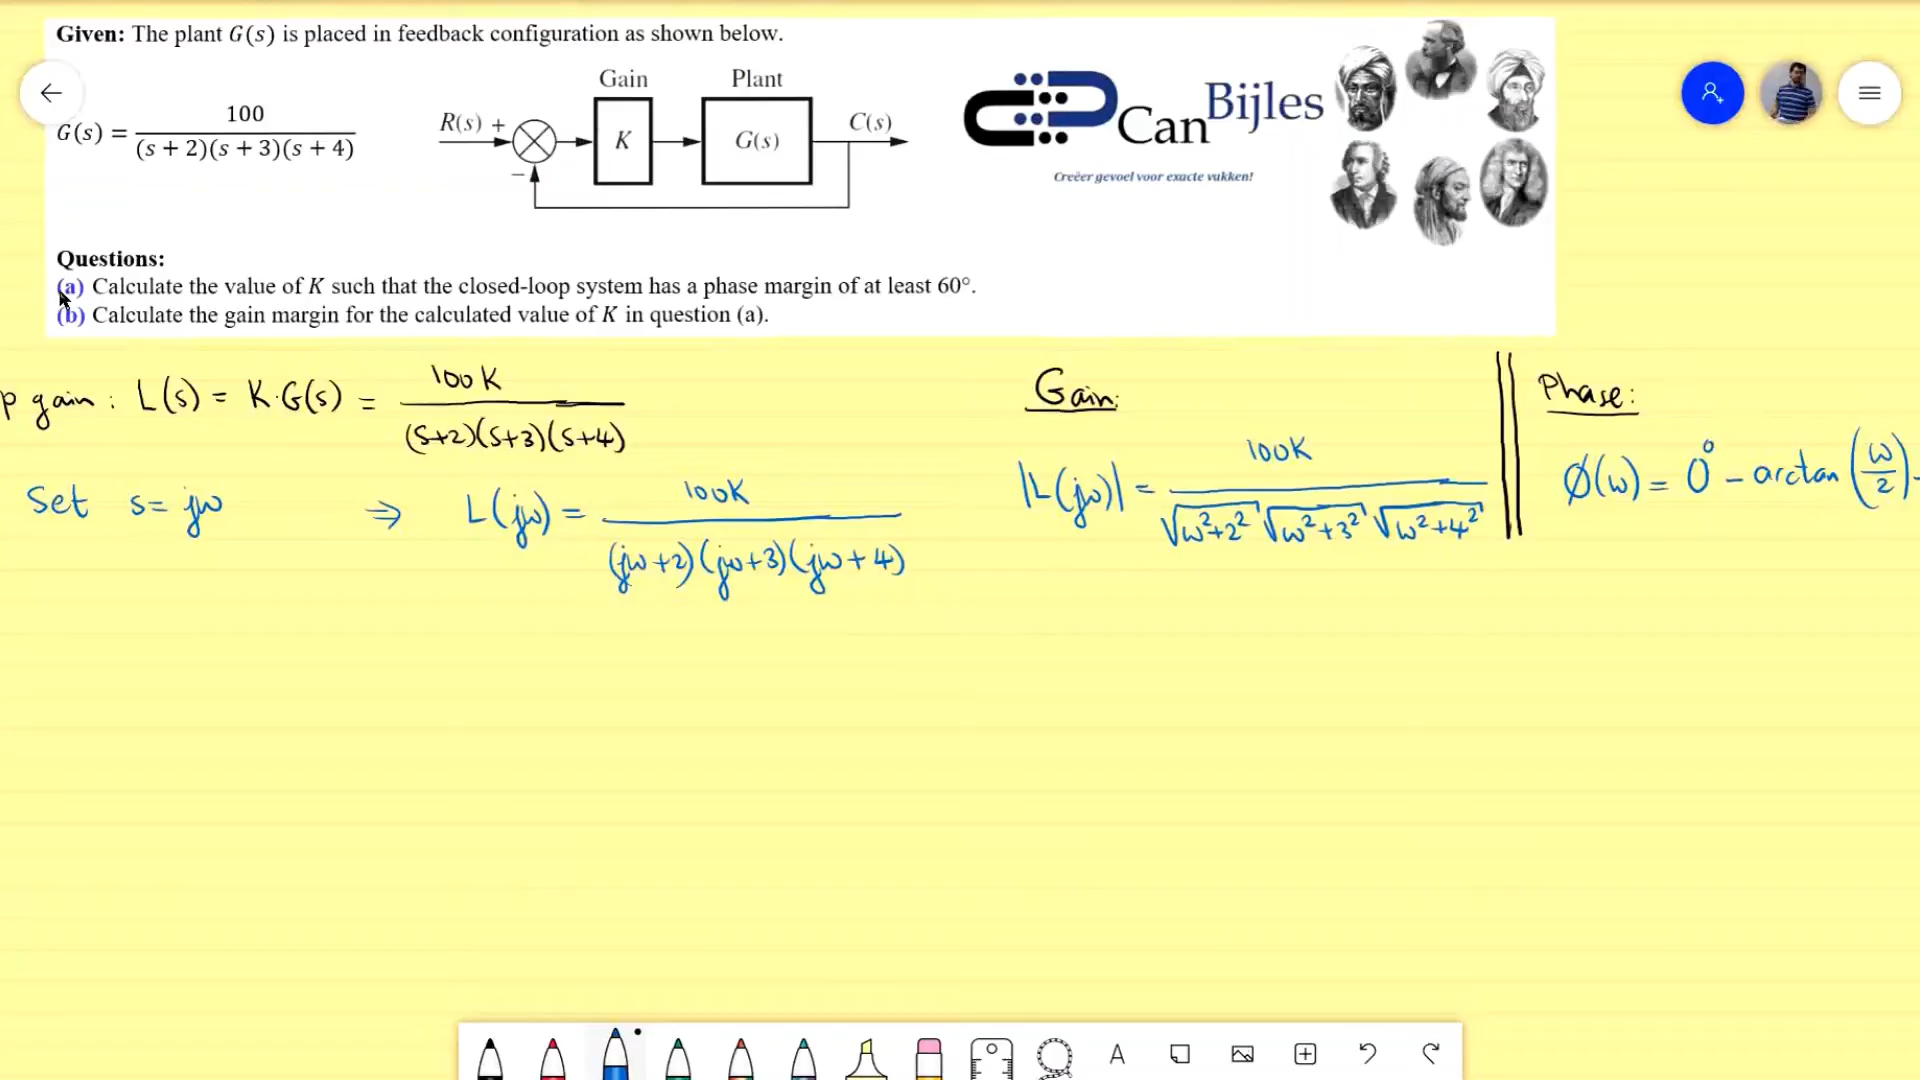 Given: The plant G(s) is placed in feedback configuration as shown below.
G(s) = 100 / (s + 2)(s + 3)(s + 4)
Gain
Plant
R(s) +
−
K
G(s)
C(s)
Can Bijles
Creëer gevoel voor exacte vakken!
Questions:
(a) Calculate the value of K such that the closed-loop system has a phase margin of at least 60°.
(b) Calculate the gain margin for the calculated value of K in question (a).
p gain : L(s) = K·G(s) = 100K / (s+2)(s+3)(s+4)
Set s = jω ⇒ L(jω) = 100K / (jω+2)(jω+3)(jω+4)
Gain:
|L(jω)| = 100K / √ω²+2² √ω²+3² √ω²+4²
Phase:
Ø(ω) = 0° − arctan(ω/2) -
A